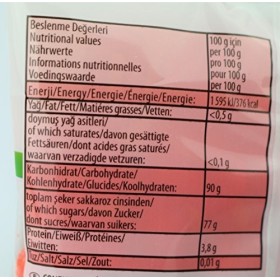 Beslenme Değerleri
Nutritional values 100 g için
Nährwerte per 100 g
Informations nutritionnelles pro 100 g
Voedingswaarde pour 100 g
per 100 g
Enerji/Energy/Energie/Énergie/Energie: 1 595 kJ/376 kcal
Yağ/Fat/Fett/Matières grasses/Vetten: <0,5 g
doymuş yağ asitleri/
of which saturates/davon gesättigte
Fettsäuren/dont acides gras saturés/
waarvan verzadigde vetzuren: <0,1 g
Karbonhidrat/Carbohydrate/
Kohlenhydrate/Glucides/Koolhydraten: 90 g
toplam şeker sakkaroz cinsinden/
of which sugars/davon Zucker/
dont sucres/waarvan suikers: 77 g
Protein/Eiweiß/Protéines/
Eiwitten: 3,8 g
Tuz/Salt/Salz/Sel/Zout: 0,01 g